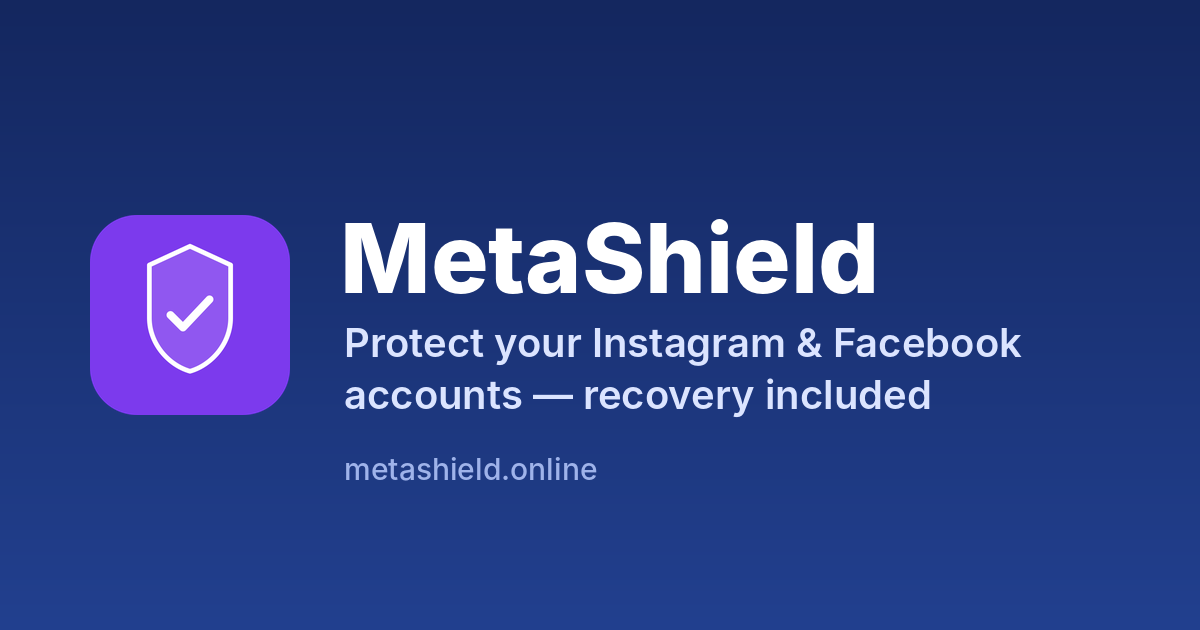 MetaShield
Protect your Instagram & Facebook
accounts — recovery included
metashield.online